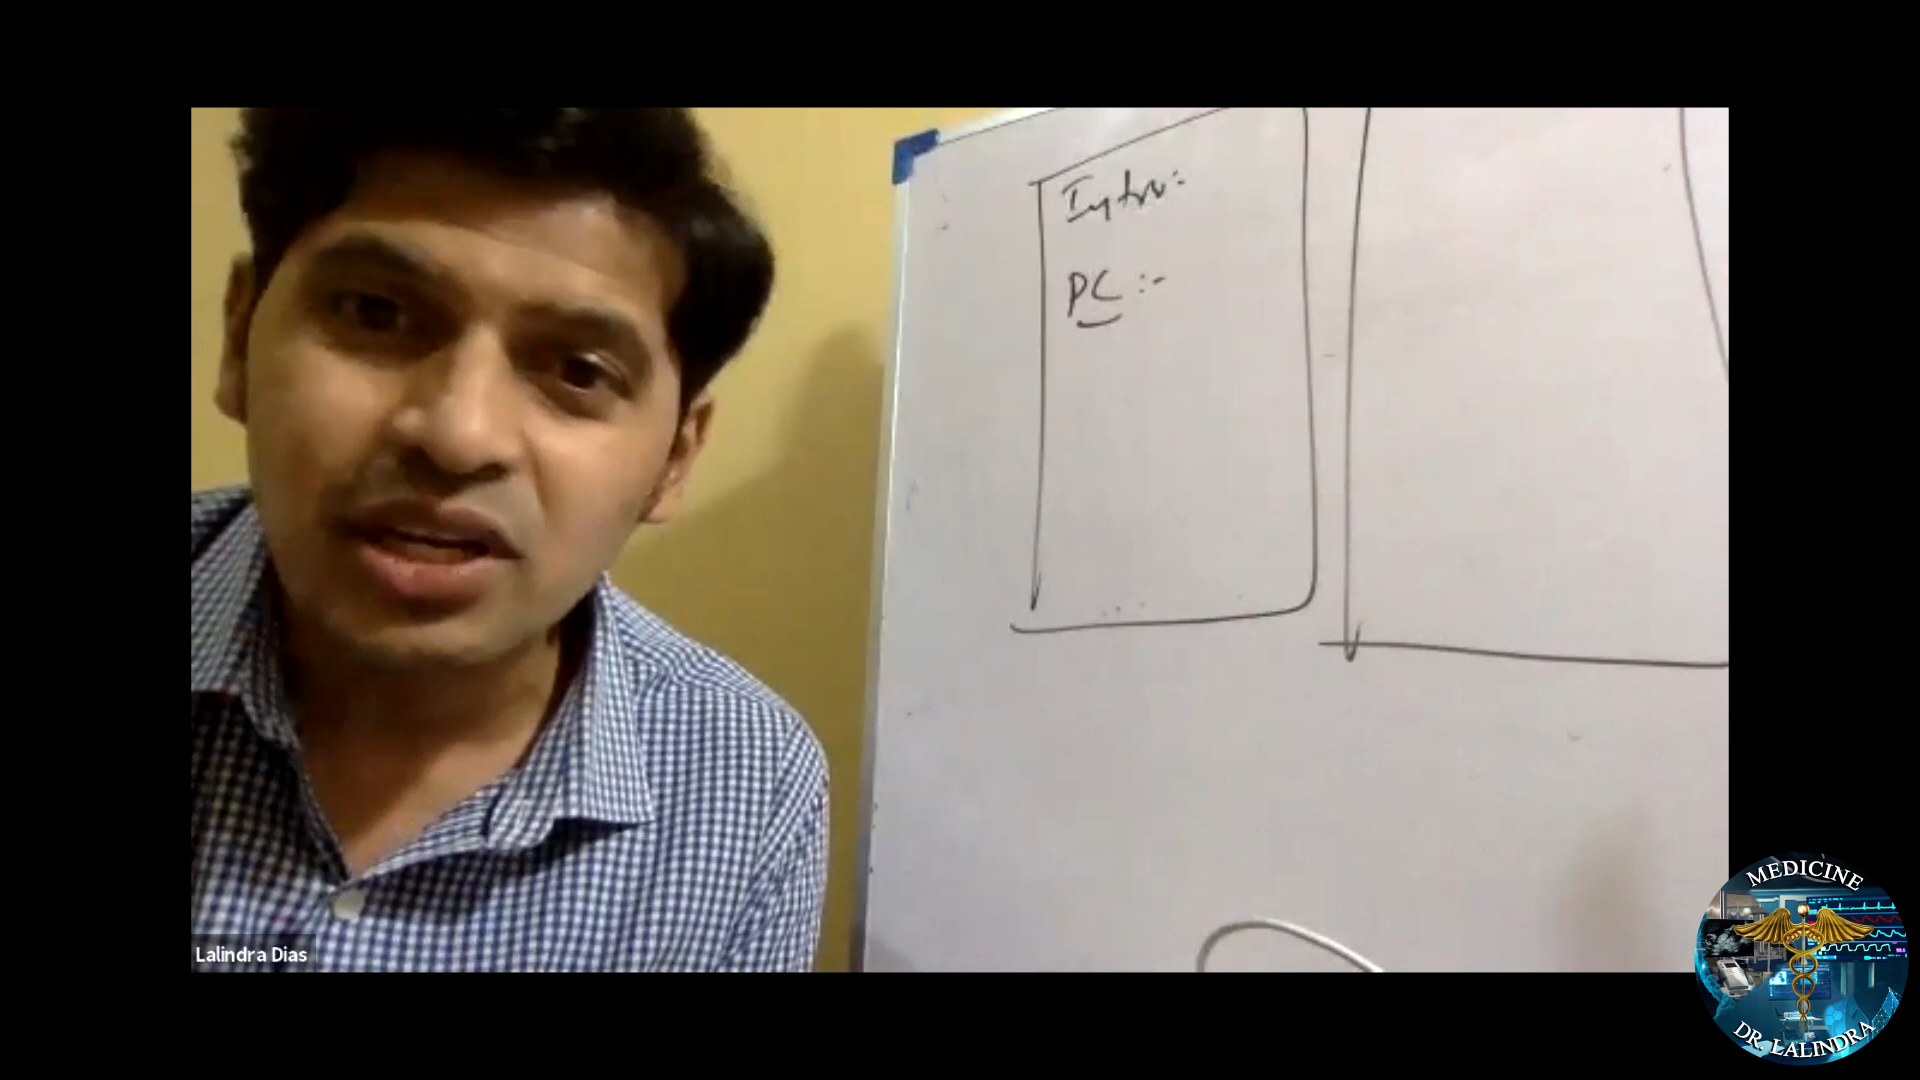 Intro:
PC :-
Lalindra Dias
MEDICINE
DR. LALINDRA